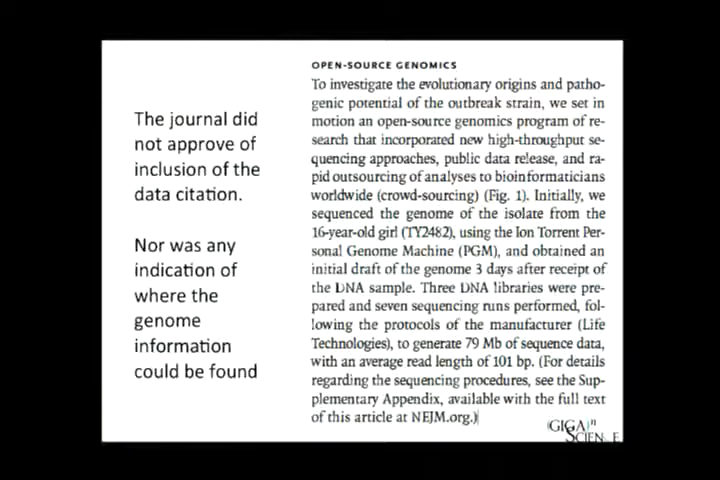 The journal did
not approve of
inclusion of the
data citation.
Nor was any
indication of
where the
genome
information
could be found
OPEN-SOURCE GENOMICS
To investigate the evolutionary origins and patho-
genic potential of the outbreak strain, we set in
motion an open-source genomics program of re-
search that incorporated new high-throughput se-
quencing approaches, public data release, and ra-
pid outsourcing of analyses to bioinformaticians
worldwide (crowd-sourcing) (Fig. 1). Initially, we
sequenced the genome of the isolate from the
16-year-old girl (TY2482), using the Ion Torrent Per-
sonal Genome Machine (PGM), and obtained an
initial draft of the genome 3 days after receipt of
the DNA sample. Three DNA libraries were pre-
pared and seven sequencing runs performed, fol-
lowing the protocols of the manufacturer (Life
Technologies), to generate 79 Mb of sequence data,
with an average read length of 101 bp. (For details
regarding the sequencing procedures, see the Sup-
plementary Appendix, available with the full text
of this article at NEJM.org.)
GIGA
SCIENCE